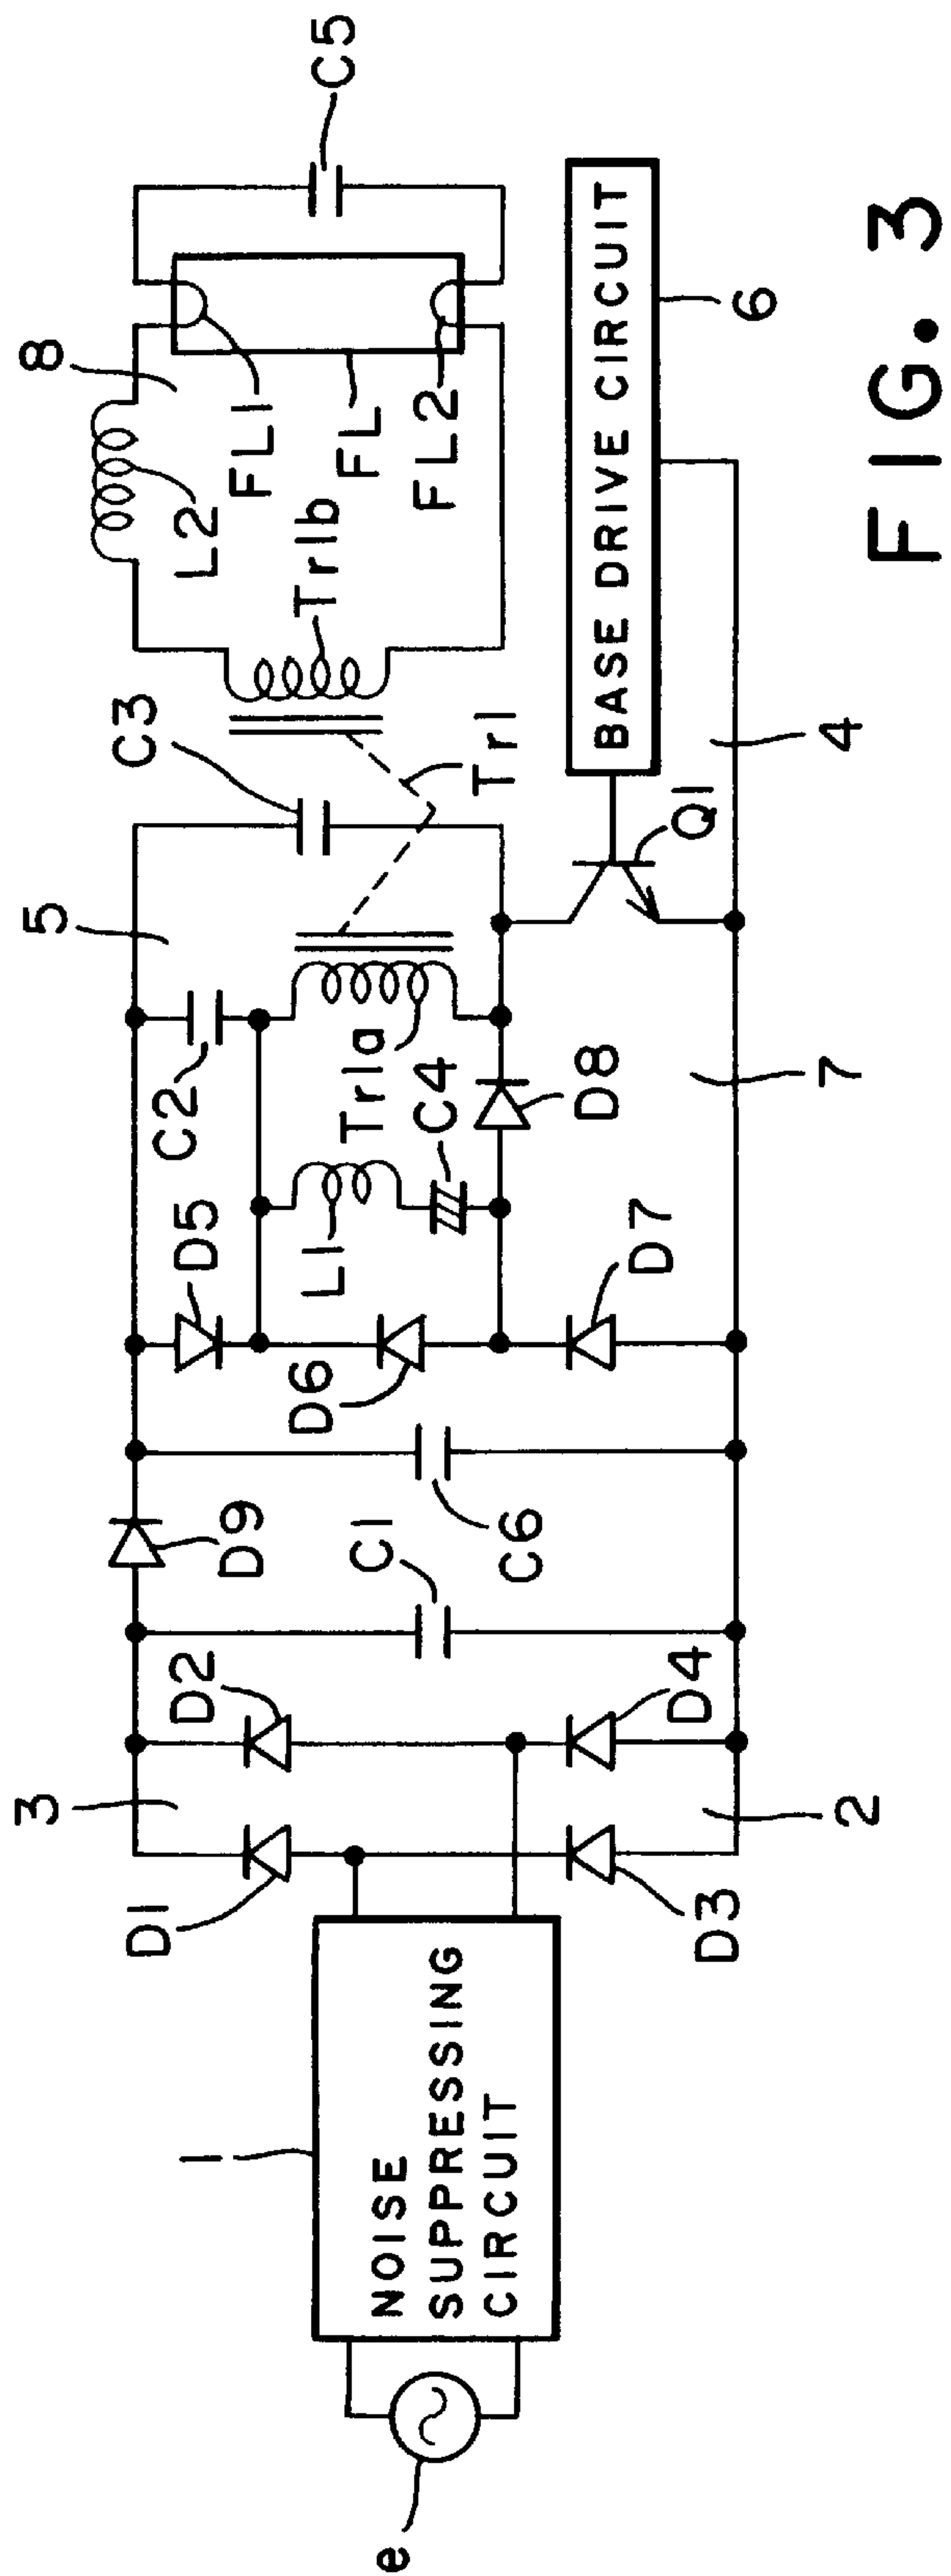 e
1
NOISE
SUPPRESSING
CIRCUIT
3
D1
D2
D3
D4
2
C1
D9
C6
D5
D6
D7
C2
L1
Tr1a
C4
D8
5
7
C3
Tr1
Q1
4
Tr1b
L2
8
FL1
FL
FL2
C5
BASE DRIVE CIRCUIT
6
FIG. 3